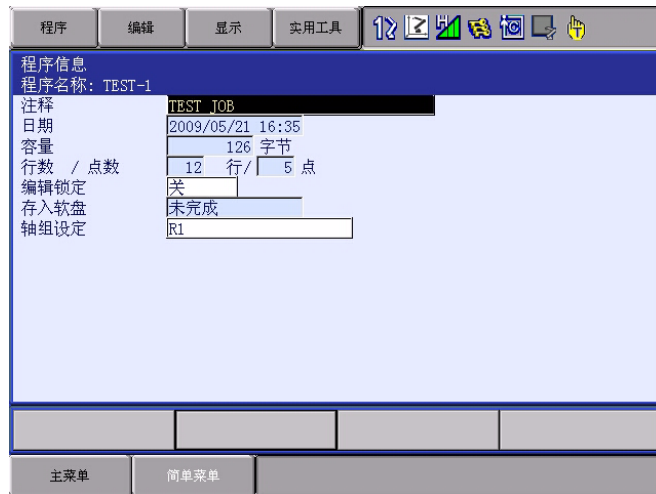 程序 编辑 显示 实用工具
程序信息
程序名称: TEST-1
注释 TEST JOB
日期 2009/05/21 16:35
容量 126 字节
行数 / 点数 12 行/ 5 点
编辑锁定 关
存入软盘 未完成
轴组设定 R1
主菜单 简单菜单